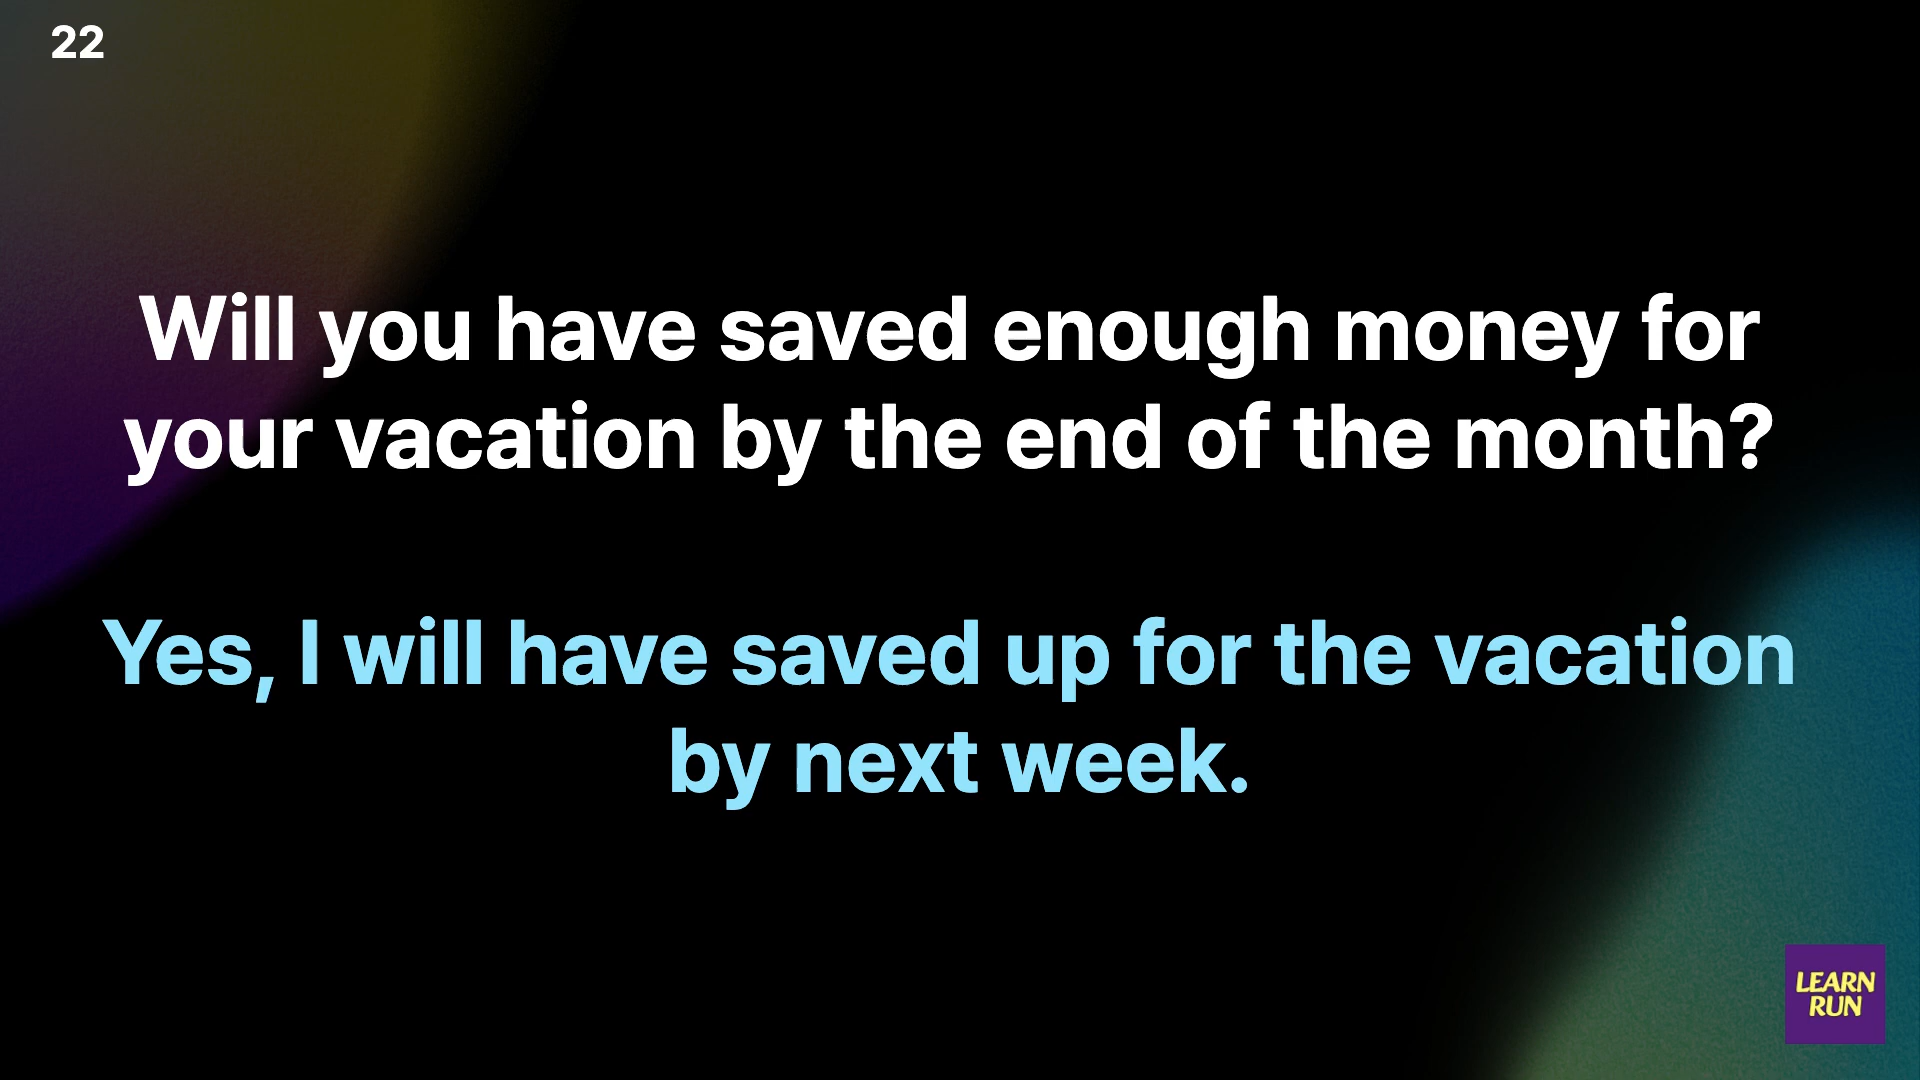 22
Will you have saved enough money for
your vacation by the end of the month?
Yes, I will have saved up for the vacation
by next week.
LEARN
RUN